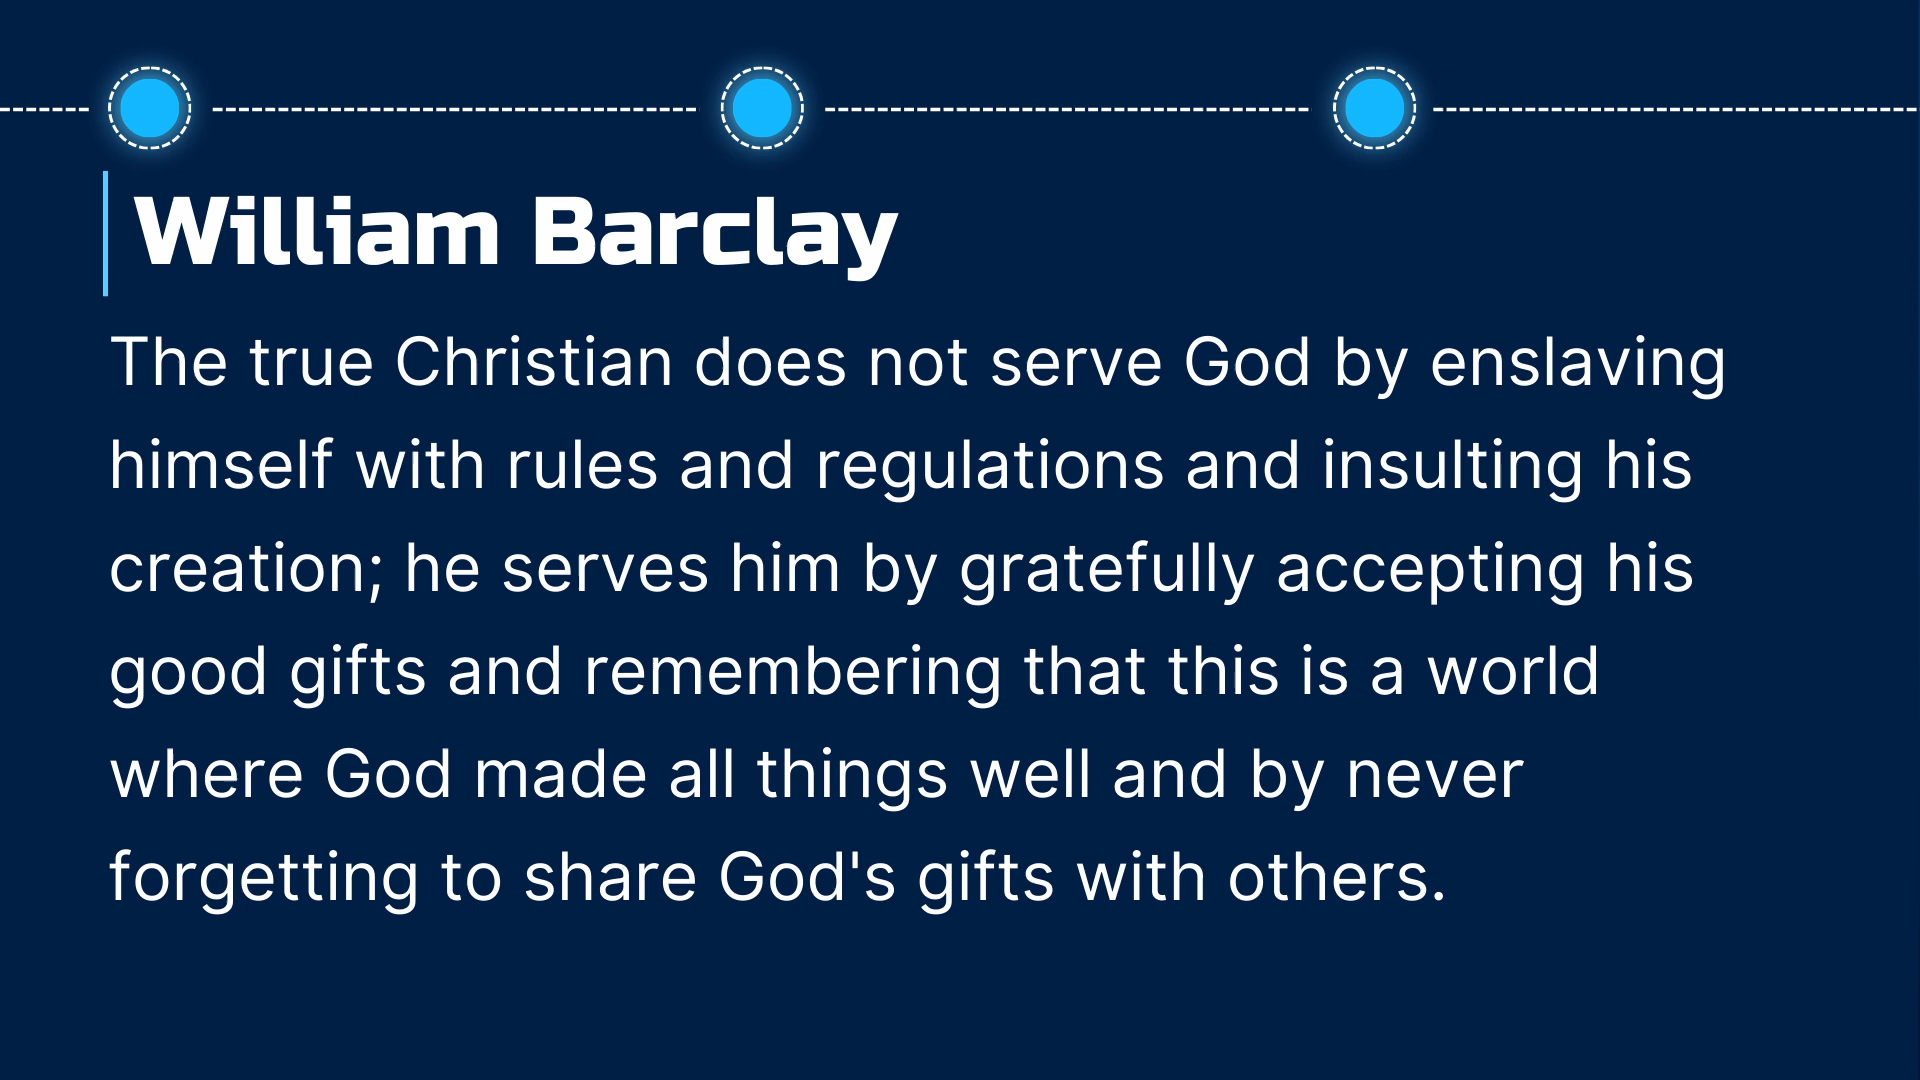 William Barclay
The true Christian does not serve God by enslaving
himself with rules and regulations and insulting his
creation; he serves him by gratefully accepting his
good gifts and remembering that this is a world
where God made all things well and by never
forgetting to share God's gifts with others.